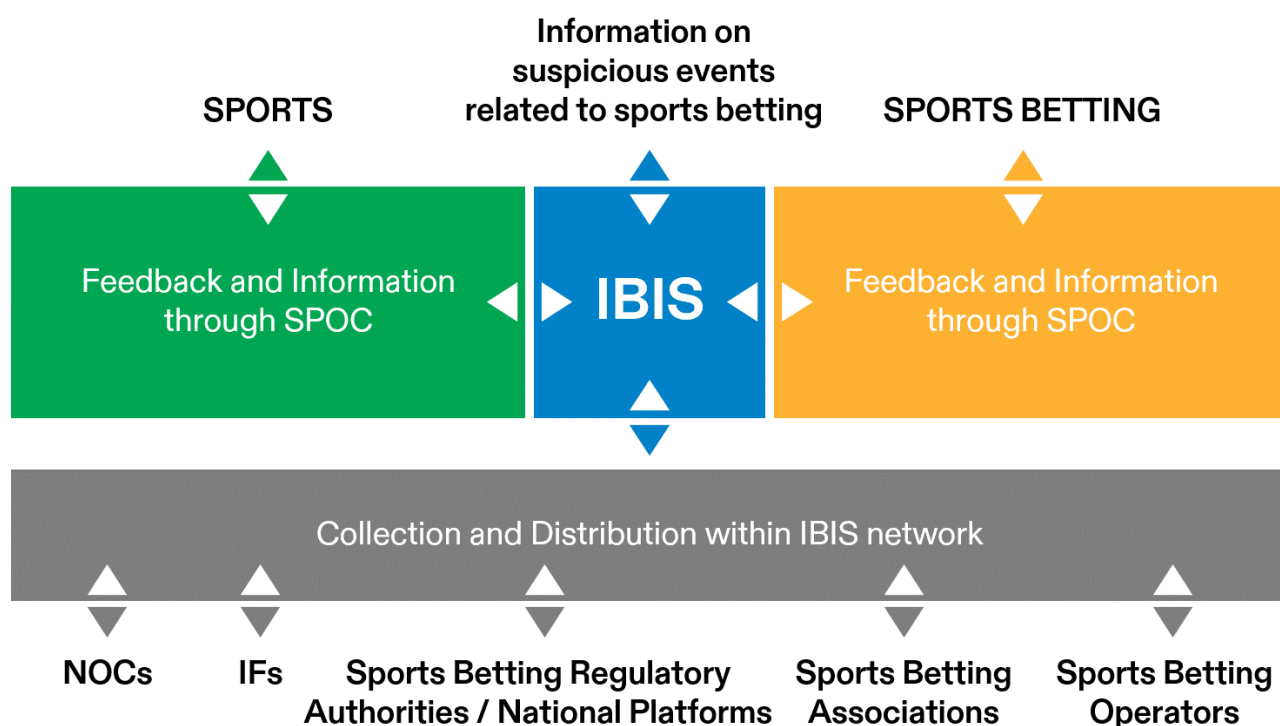 Information on
suspicious events
related to sports betting
SPORTS
SPORTS BETTING
Feedback and Information
through SPOC
IBIS
Feedback and Information
through SPOC
Collection and Distribution within IBIS network
NOCs
IFs
Sports Betting Regulatory
Authorities / National Platforms
Sports Betting
Associations
Sports Betting
Operators